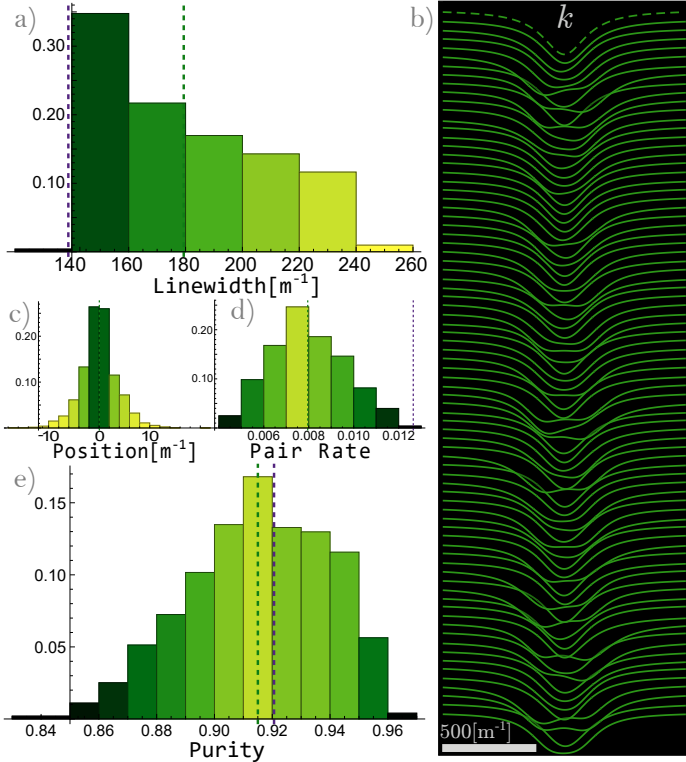 a)
0.30
0.20
0.10
140 160 180 200 220 240 260
Linewidth[m⁻¹]
b)
k
500[m⁻¹]
c)
0.20
0.10
-10 0 10
Position[m⁻¹]
d)
0.20
0.10
0.006 0.008 0.010 0.012
Pair Rate
e)
0.15
0.10
0.05
0.84 0.86 0.88 0.90 0.92 0.94 0.96
Purity